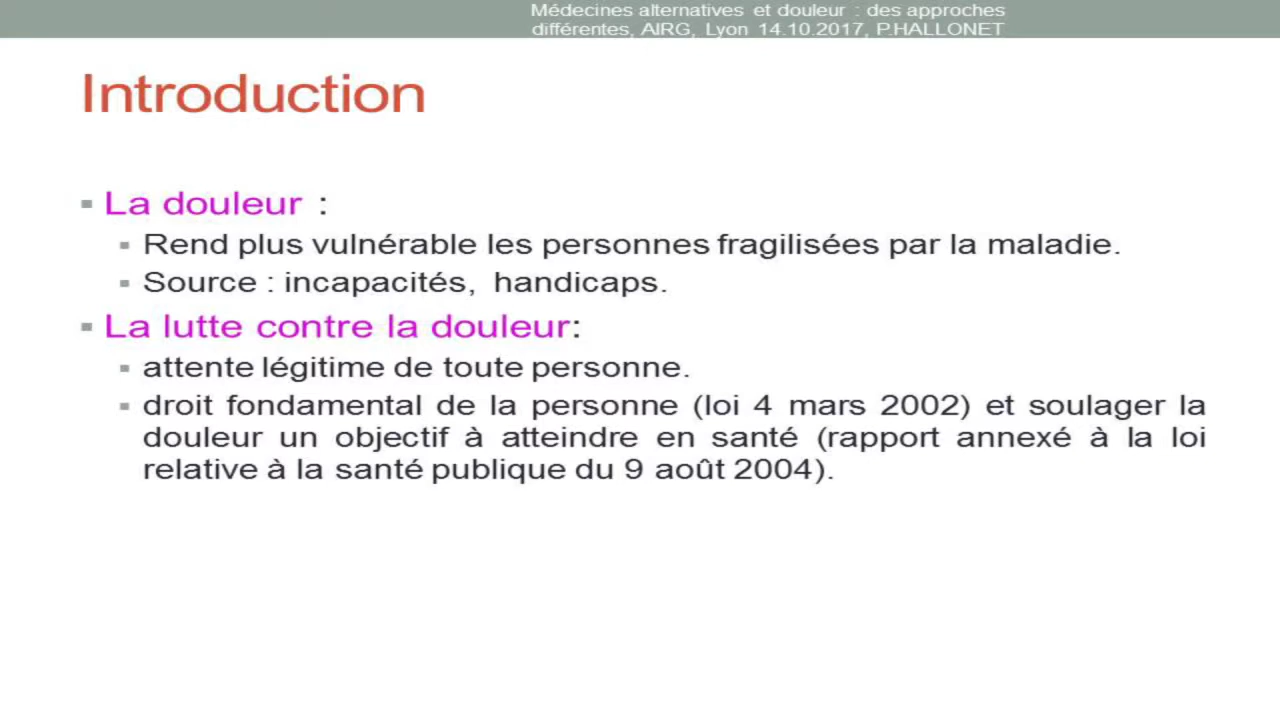 Médecines alternatives et douleur : des approches
différentes, AIRG, Lyon 14.10.2017, P.HALLONET
Introduction
La douleur :
Rend plus vulnérable les personnes fragilisées par la maladie.
Source : incapacités, handicaps.
La lutte contre la douleur:
attente légitime de toute personne.
droit fondamental de la personne (loi 4 mars 2002) et soulager la
douleur un objectif à atteindre en santé (rapport annexé à la loi
relative à la santé publique du 9 août 2004).